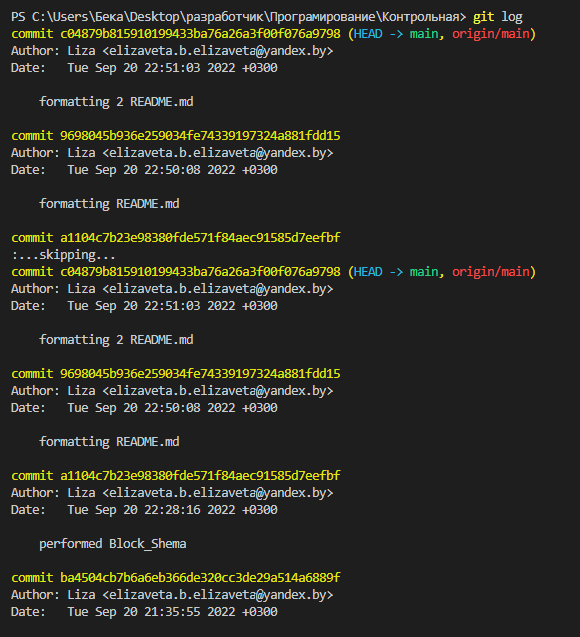 PS C:\Users\Бека\Desktop\разработчик\Програмирование\Контрольная> git log
commit c04879b815910199433ba76a26a3f00f076a9798 (HEAD -> main, origin/main)
Author: Liza <elizaveta.b.elizaveta@yandex.by>
Date:   Tue Sep 20 22:51:03 2022 +0300
formatting 2 README.md
commit 9698045b936e259034fe74339197324a881fdd15
Author: Liza <elizaveta.b.elizaveta@yandex.by>
Date:   Tue Sep 20 22:50:08 2022 +0300
formatting README.md
commit a1104c7b23e98380fde571f84aec91585d7eefbf
:...skipping...
commit c04879b815910199433ba76a26a3f00f076a9798 (HEAD -> main, origin/main)
Author: Liza <elizaveta.b.elizaveta@yandex.by>
Date:   Tue Sep 20 22:51:03 2022 +0300
formatting 2 README.md
commit 9698045b936e259034fe74339197324a881fdd15
Author: Liza <elizaveta.b.elizaveta@yandex.by>
Date:   Tue Sep 20 22:50:08 2022 +0300
formatting README.md
commit a1104c7b23e98380fde571f84aec91585d7eefbf
Author: Liza <elizaveta.b.elizaveta@yandex.by>
Date:   Tue Sep 20 22:28:16 2022 +0300
performed Block_Shema
commit ba4504cb7b6a6eb366de320cc3de29a514a6889f
Author: Liza <elizaveta.b.elizaveta@yandex.by>
Date:   Tue Sep 20 21:35:55 2022 +0300